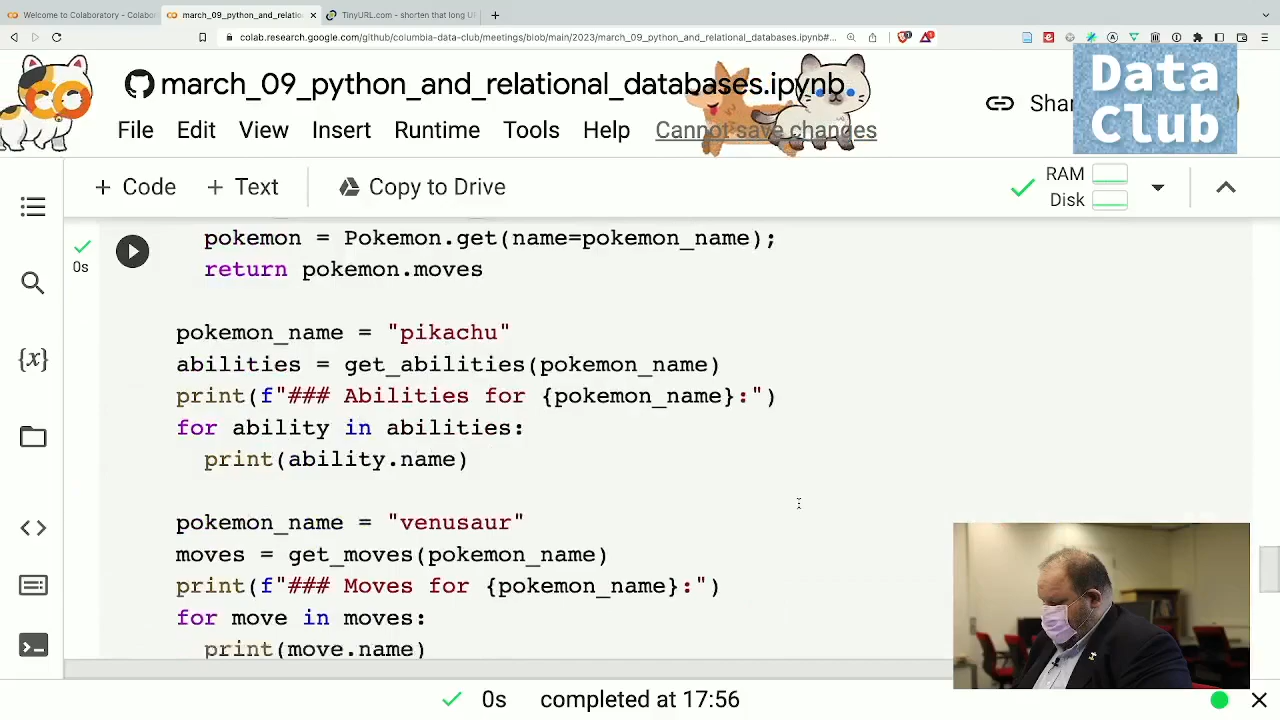 Welcome to Colaboratory - Colabor
march_09_python_and_relatio
TinyURL.com - shorten that long U
colab.research.google.com/github/columbia-data-club/meetings/blob/main/2023/march_09_python_and_relational_databases.ipynb#...
march_09_python_and_relational_databases.ipynb
Shar
Data
Club
File Edit View Insert Runtime Tools Help Cannot save changes
+ Code + Text Copy to Drive
RAM
Disk
pokemon = Pokemon.get(name=pokemon_name);
0s
return pokemon.moves
pokemon_name = "pikachu"
abilities = get_abilities(pokemon_name)
print(f"### Abilities for {pokemon_name}:")
for ability in abilities:
print(ability.name)
pokemon_name = "venusaur"
moves = get_moves(pokemon_name)
print(f"### Moves for {pokemon_name}:")
for move in moves:
print(move.name)
0s completed at 17:56